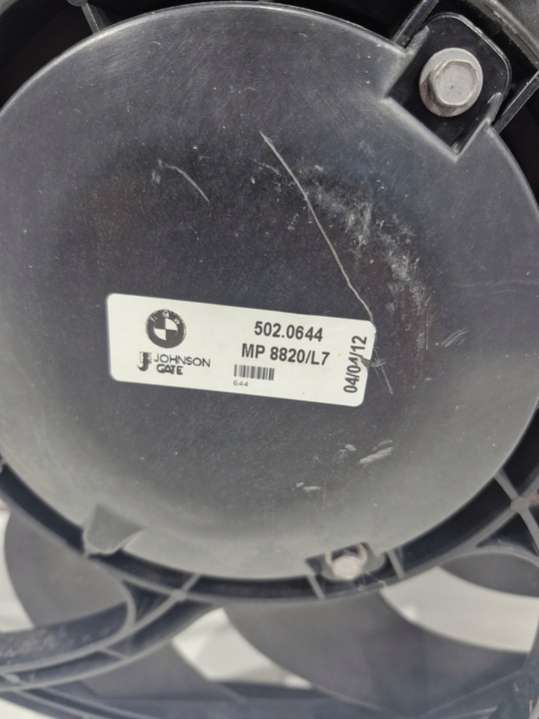 502.0644
JOHNSON
GATE
MP 8820/L7
644
04/04/12